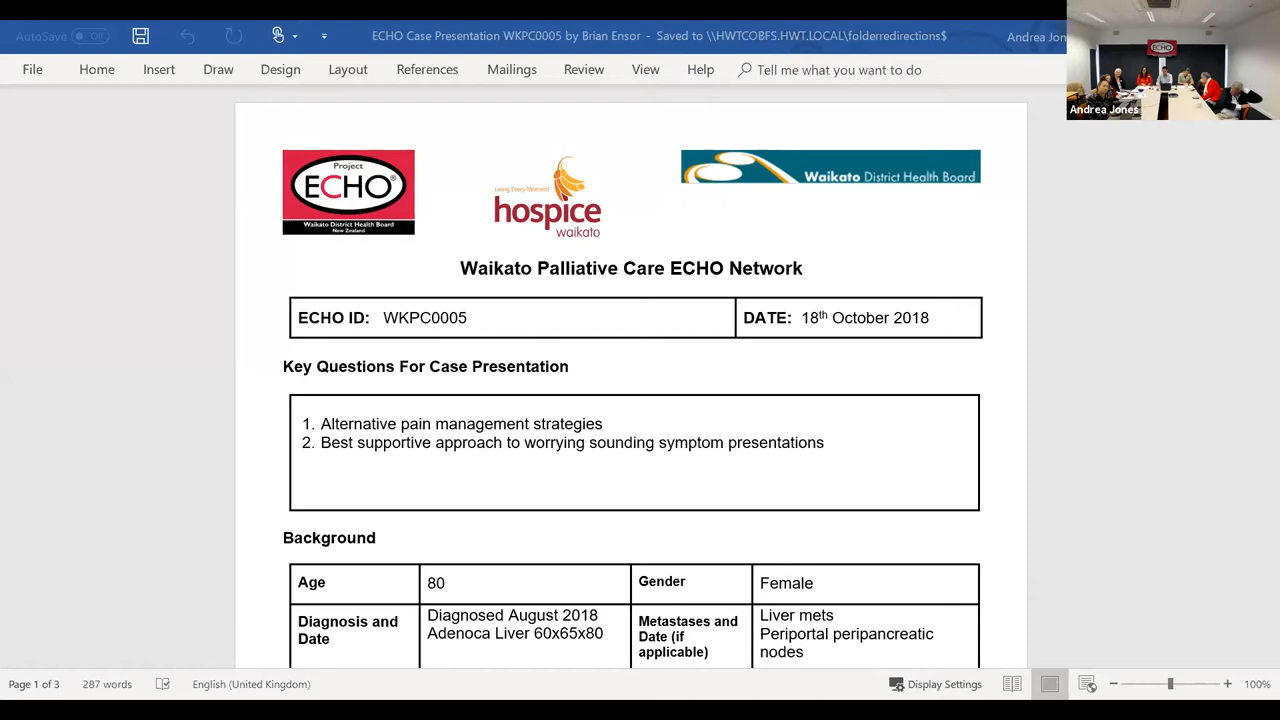 AutoSave Off
ECHO Case Presentation WKPC0005 by Brian Ensor - Saved to \\HWTCOBFS.HWT.LOCAL\folderredirections$
Andrea Jon
File Home Insert Draw Design Layout References Mailings Review View Help Tell me what you want to do
ECHO
Andrea Jones
Project
ECHO®
Waikato District Health Board
New Zealand
Living Every Moment
hospice
waikato
Waikato District Health Board
Waikato Palliative Care ECHO Network
ECHO ID: WKPC0005 DATE: 18th October 2018
Key Questions For Case Presentation
1. Alternative pain management strategies
2. Best supportive approach to worrying sounding symptom presentations
Background
Age 80 Gender Female
Diagnosis and Date
Diagnosed August 2018
Adenoca Liver 60x65x80
Metastases and
Date (if
applicable)
Liver mets
Periportal peripancreatic
nodes
Page 1 of 3 287 words English (United Kingdom) Display Settings 100%